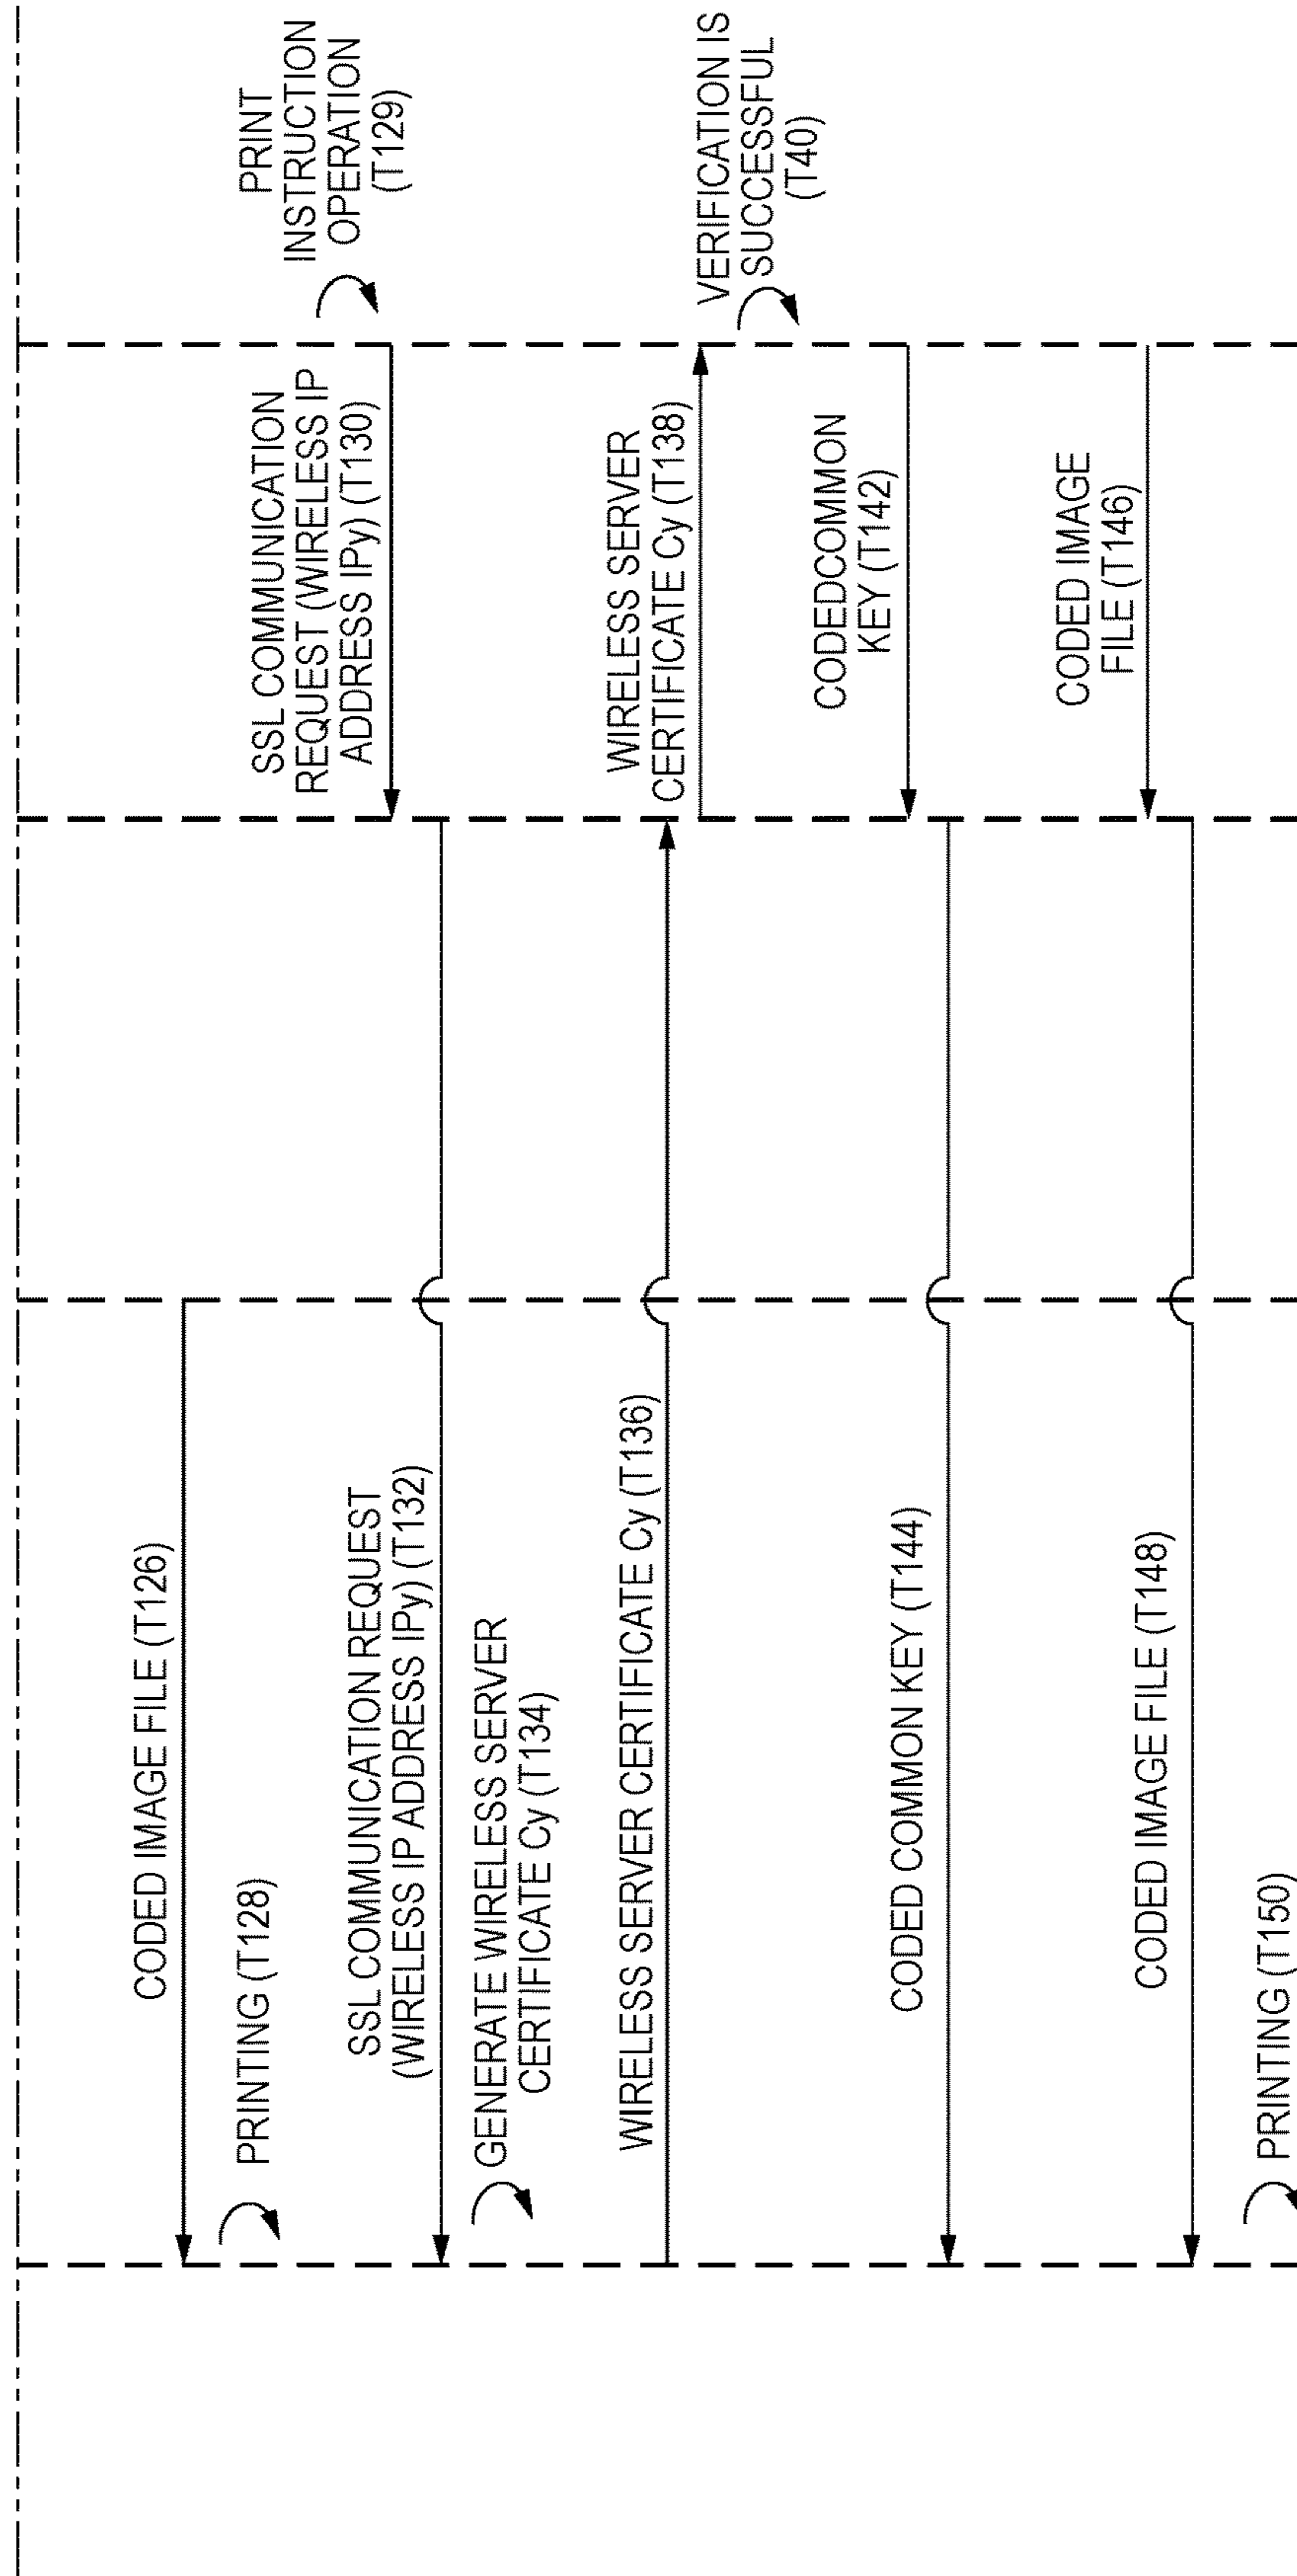 CODED IMAGE FILE (T126)
PRINTING (T128)
PRINT
INSTRUCTION
OPERATION
(T129)
SSL COMMUNICATION
REQUEST (WIRELESS IP
ADDRESS IPy) (T130)
SSL COMMUNICATION REQUEST
(WIRELESS IP ADDRESS IPy) (T132)
GENERATE WIRELESS SERVER
CERTIFICATE Cy (T134)
WIRELESS SERVER CERTIFICATE Cy (T136)
WIRELESS SERVER
CERTIFICATE Cy (T138)
VERIFICATION IS
SUCCESSFUL
(T40)
CODEDCOMMON
KEY (T142)
CODED COMMON KEY (T144)
CODED IMAGE
FILE (T146)
CODED IMAGE FILE (T148)
PRINTING (T150)